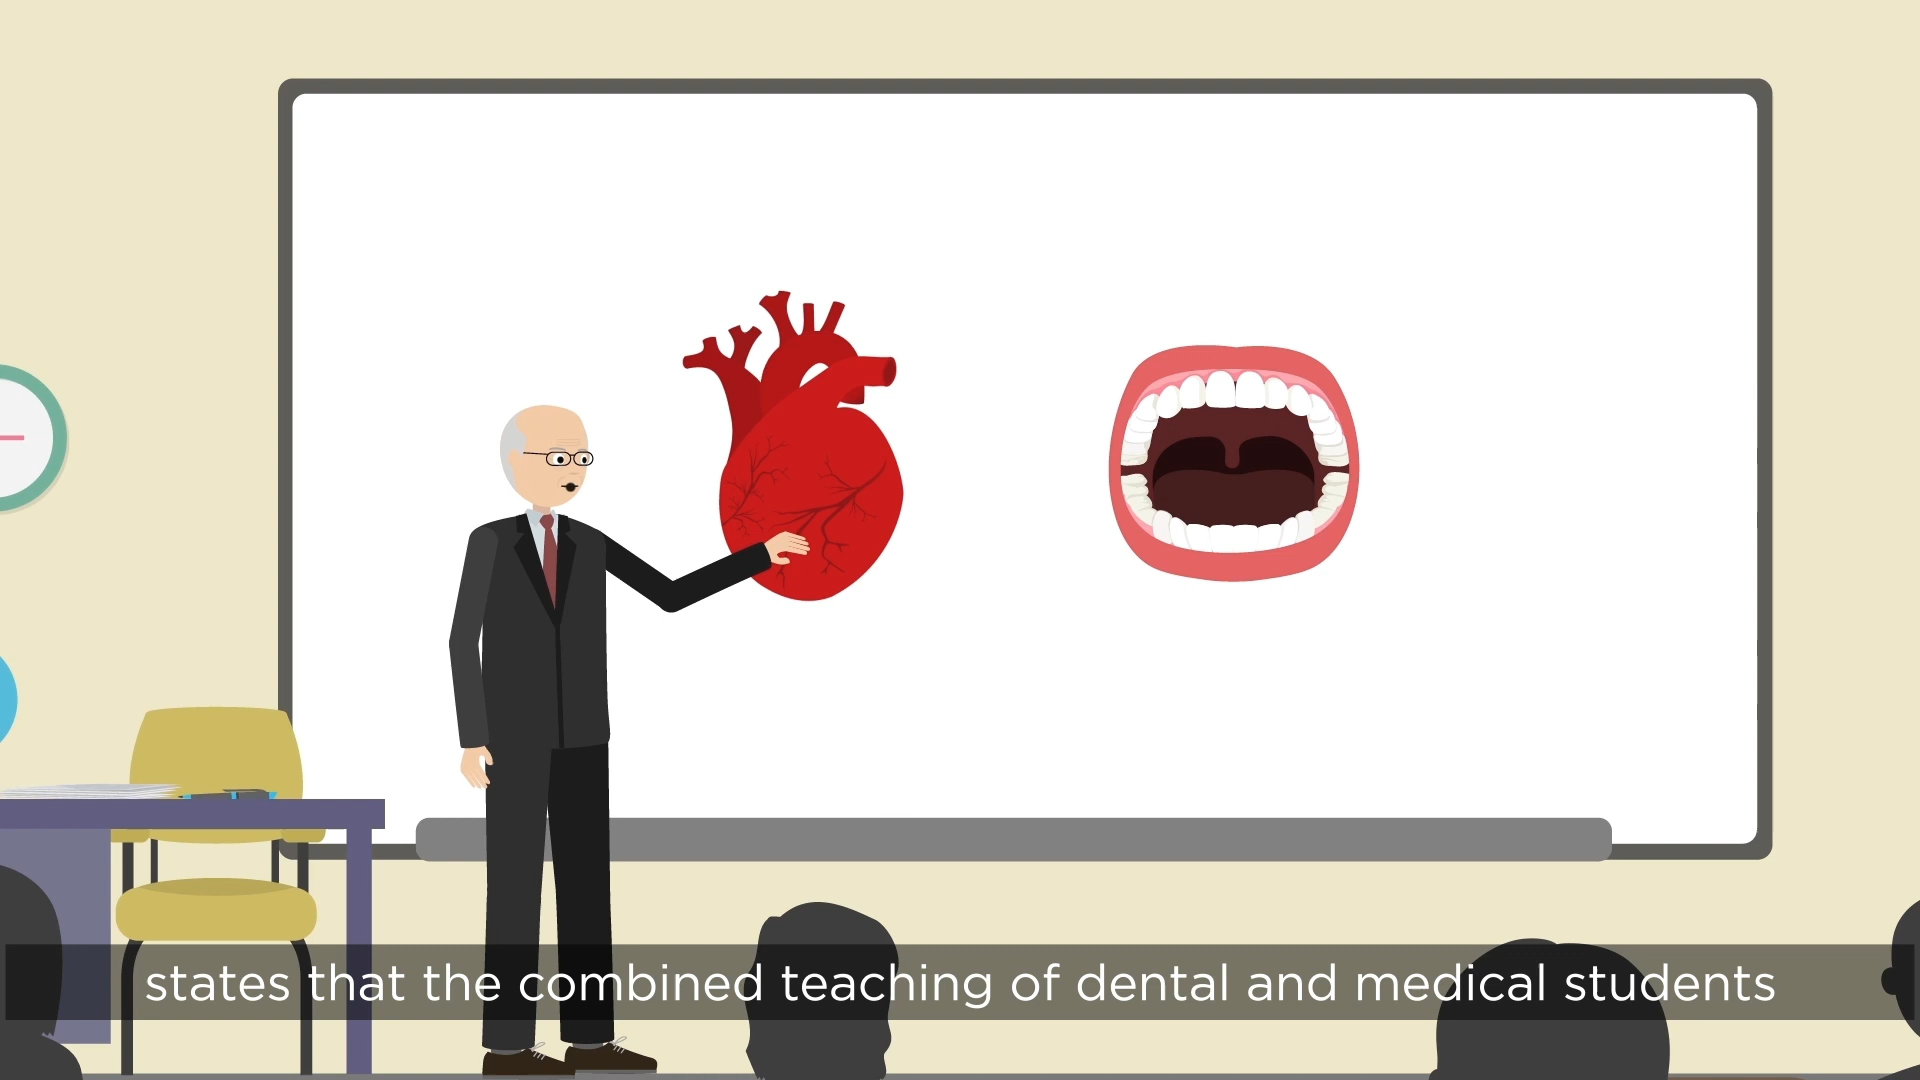 states that the combined teaching of dental and medical students